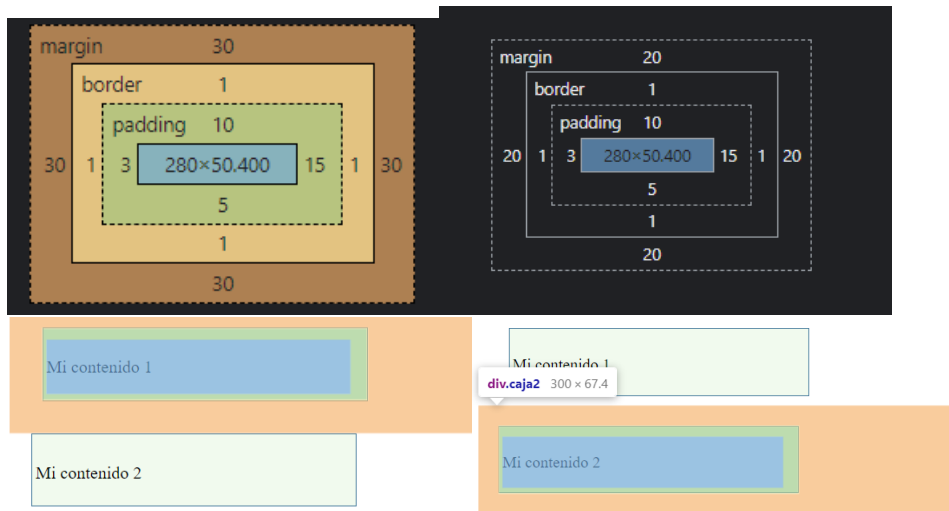 margin 30
border 1
padding 10
30 1 3 280×50.400 15 1 30
5
1
30
margin 20
border 1
padding 10
20 1 3 280×50.400 15 1 20
5
1
20
Mi contenido 1
Mi contenido 2
Mi contenido 1
div.caja2 300 × 67.4
Mi contenido 2